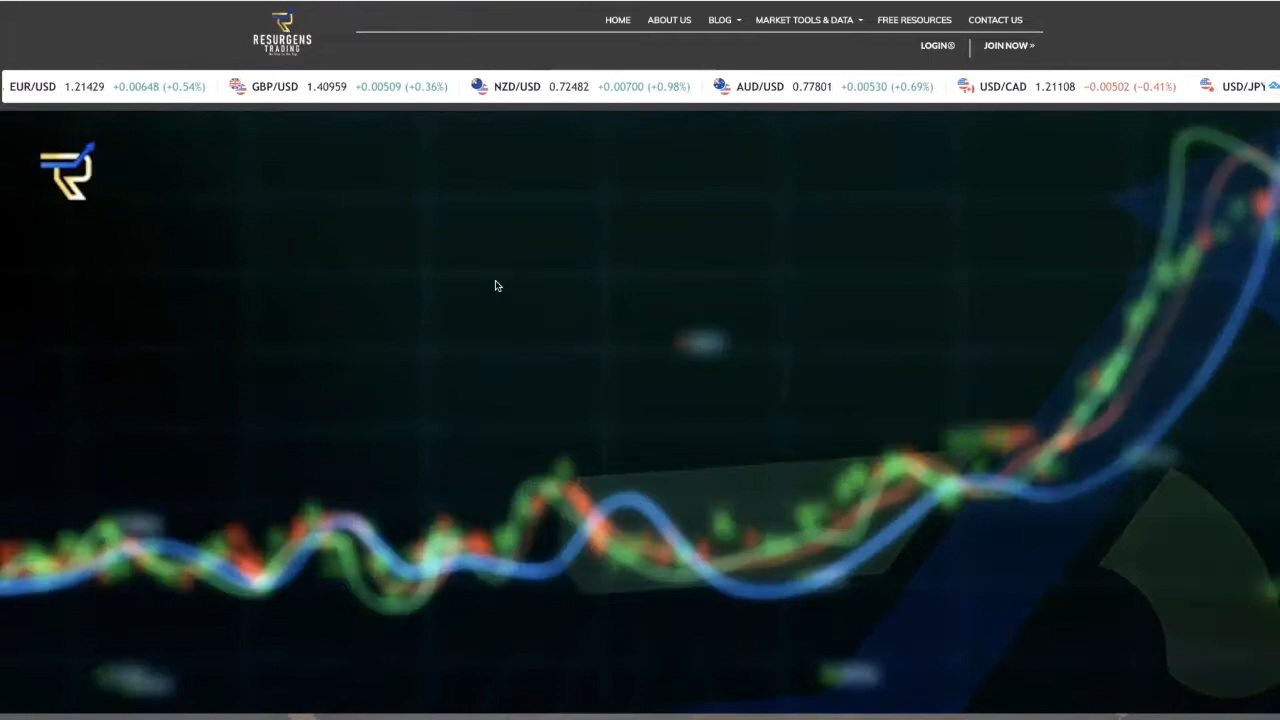 HOME ABOUT US BLOG MARKET TOOLS & DATA FREE RESOURCES CONTACT US
RESURGENS
TRADING
LOGIN JOIN NOW »
EUR/USD 1.21429 +0.00648 (+0.54%) GBP/USD 1.40959 +0.00509 (+0.36%) NZD/USD 0.72482 +0.00700 (+0.98%) AUD/USD 0.77801 +0.00530 (+0.69%) USD/CAD 1.21108 −0.00502 (−0.41%) USD/JPY